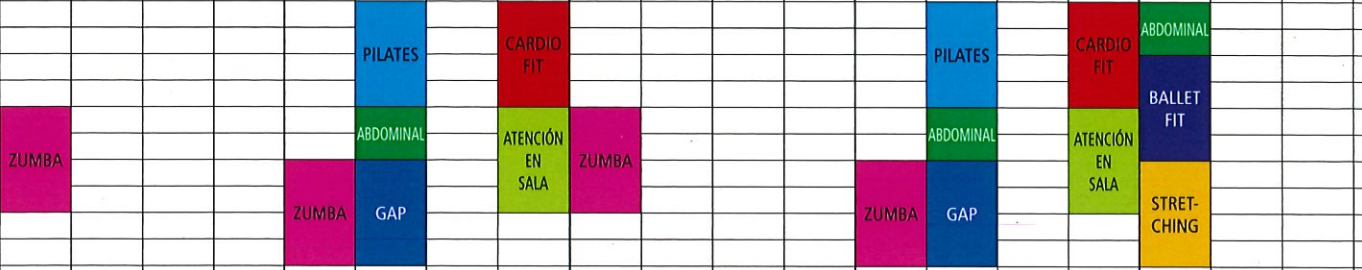 ZUMBA
ZUMBA
PILATES
ABDOMINAL
GAP
CARDIO
FIT
ATENCIÓN
EN
SALA
ZUMBA
ZUMBA
PILATES
ABDOMINAL
GAP
CARDIO
FIT
ATENCIÓN
EN
SALA
ABDOMINAL
BALLET
FIT
STRET-
CHING